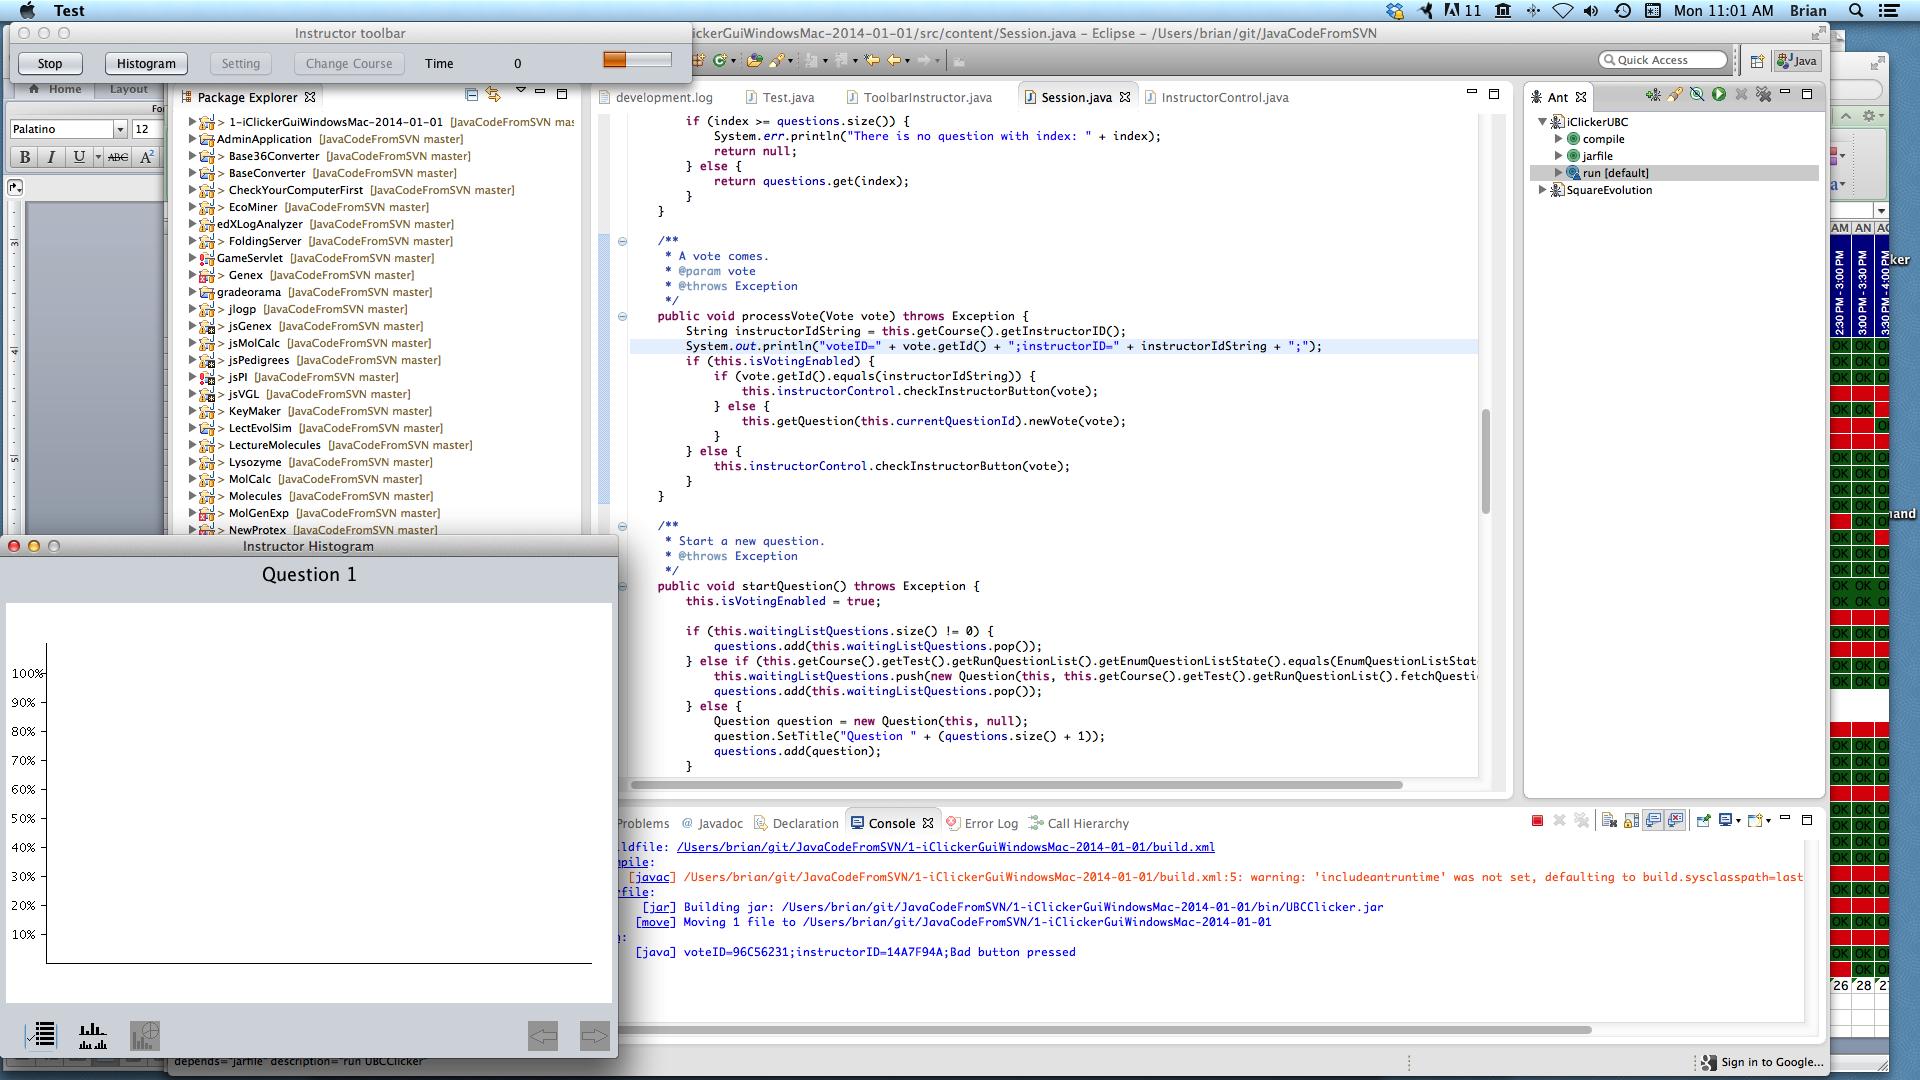 Test
11
Mon 11:01 AM Brian
Instructor toolbar
ckerGuiWindowsMac-2014-01-01/src/content/Session.java – Eclipse – /Users/brian/git/JavaCodeFromSVN
Stop Histogram Setting Change Course Time 0
Quick Access Java
Home Layout
Package Explorer
development.log Test.java ToolbarInstructor.java Session.java InstructorControl.java
Ant
Palatino 12
B I U ABC A²
> 1-iClickerGuiWindowsMac-2014-01-01 [JavaCodeFromSVN mas
AdminApplication [JavaCodeFromSVN master]
> Base36Converter [JavaCodeFromSVN master]
> BaseConverter [JavaCodeFromSVN master]
> CheckYourComputerFirst [JavaCodeFromSVN master]
> EcoMiner [JavaCodeFromSVN master]
edXLogAnalyzer [JavaCodeFromSVN master]
> FoldingServer [JavaCodeFromSVN master]
GameServlet [JavaCodeFromSVN master]
> Genex [JavaCodeFromSVN master]
gradeorama [JavaCodeFromSVN master]
> jlogp [JavaCodeFromSVN master]
> jsGenex [JavaCodeFromSVN master]
> jsMolCalc [JavaCodeFromSVN master]
> jsPedigrees [JavaCodeFromSVN master]
> jsPI [JavaCodeFromSVN master]
> jsVGL [JavaCodeFromSVN master]
> KeyMaker [JavaCodeFromSVN master]
> LectEvolSim [JavaCodeFromSVN master]
> LectureMolecules [JavaCodeFromSVN master]
> Lysozyme [JavaCodeFromSVN master]
> MolCalc [JavaCodeFromSVN master]
> Molecules [JavaCodeFromSVN master]
> MolGenExp [JavaCodeFromSVN master]
> NewProtex [JavaCodeFromSVN master]
if (index >= questions.size()) {
System.err.println("There is no question with index: " + index);
return null;
} else {
return questions.get(index);
}
}
/**
* A vote comes.
* @param vote
* @throws Exception
*/
public void processVote(Vote vote) throws Exception {
String instructorIdString = this.getCourse().getInstructorID();
System.out.println("voteID=" + vote.getId() + ";instructorID=" + instructorIdString + ";");
if (this.isVotingEnabled) {
if (vote.getId().equals(instructorIdString)) {
this.instructorControl.checkInstructorButton(vote);
} else {
this.getQuestion(this.currentQuestionId).newVote(vote);
}
} else {
this.instructorControl.checkInstructorButton(vote);
}
}
/**
* Start a new question.
* @throws Exception
*/
public void startQuestion() throws Exception {
this.isVotingEnabled = true;
if (this.waitingListQuestions.size() != 0) {
questions.add(this.waitingListQuestions.pop());
} else if (this.getCourse().getTest().getRunQuestionList().getEnumQuestionListState().equals(EnumQuestionListStat
this.waitingListQuestions.push(new Question(this, this.getCourse().getTest().getRunQuestionList().fetchQuesti
questions.add(this.waitingListQuestions.pop());
} else {
Question question = new Question(this, null);
question.SetTitle("Question " + (questions.size() + 1));
questions.add(question);
}
iClickerUBC
compile
jarfile
run [default]
SquareEvolution
AM AN AO
2:30 PM - 3:00 PM
3:00 PM - 3:30 PM
3:30 PM - 4:00 PM
OK OK
26 28 27
Instructor Histogram
Question 1
100%
90%
80%
70%
60%
50%
40%
30%
20%
10%
Problems @ Javadoc Declaration Console Error Log Call Hierarchy
ildfile: /Users/brian/git/JavaCodeFromSVN/1-iClickerGuiWindowsMac-2014-01-01/build.xml
mpile:
[javac] /Users/brian/git/JavaCodeFromSVN/1-iClickerGuiWindowsMac-2014-01-01/build.xml:5: warning: 'includeantruntime' was not set, defaulting to build.sysclasspath=last
rfile:
[jar] Building jar: /Users/brian/git/JavaCodeFromSVN/1-iClickerGuiWindowsMac-2014-01-01/bin/UBCClicker.jar
[move] Moving 1 file to /Users/brian/git/JavaCodeFromSVN/1-iClickerGuiWindowsMac-2014-01-01
n:
[java] voteID=96C56231;instructorID=14A7F94A;Bad button pressed
depends="jarfile" description="run UBCClicker"
Sign in to Google...